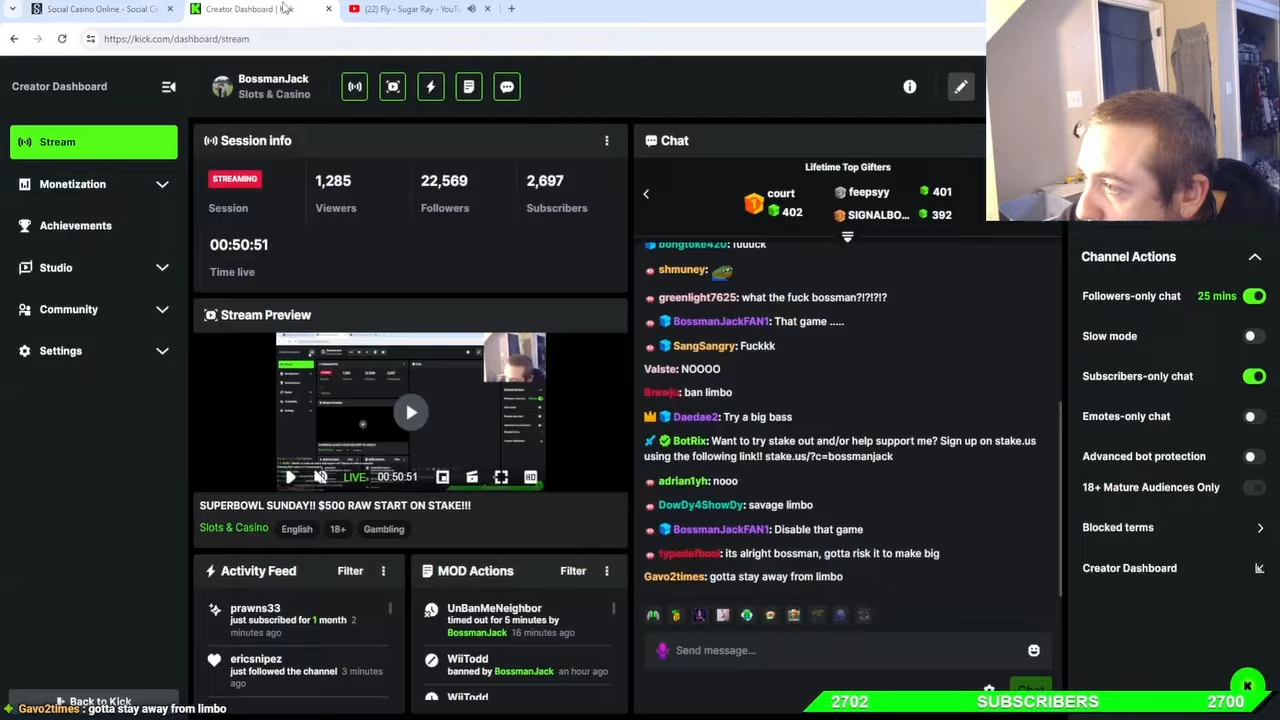 Social Casino Online - Social C
Creator Dashboard |
(22) Fly - Sugar Ray - YouT
https://kick.com/dashboard/stream
Creator Dashboard
BossmanJack
Slots & Casino
Stream
Monetization
Achievements
Studio
Community
Settings
Back to Kick
Session info
STREAMING
Session
1,285
Viewers
22,569
Followers
2,697
Subscribers
00:50:51
Time live
Stream Preview
LIVE
00:50:51
HD
SUPERBOWL SUNDAY!! $500 RAW START ON STAKE!!!
Slots & Casino
English
18+
Gambling
Activity Feed
Filter
prawns33
just subscribed for 1 month 2
minutes ago
ericsnipez
just followed the channel 3 minutes
ago
MOD Actions
Filter
UnBanMeNeighbor
timed out for 5 minutes by
BossmanJack 16 minutes ago
WiiTodd
banned by BossmanJack an hour ago
WiiTodd
Chat
Lifetime Top Gifters
court
402
feepsyy
401
SIGNALBO...
392
bongtoke420: fuuuck
shmuney:
greenlight7625: what the fuck bossman?!?!?!?
BossmanJackFAN1: That game .....
SangSangry: Fuckkk
Valste: NOOOO
Brewju: ban limbo
Daedae2: Try a big bass
BotRix: Want to try stake out and/or help support me? Sign up on stake.us
using the following link!! stake.us/?c=bossmanjack
adrian1yh: nooo
DowDy4ShowDy: savage limbo
BossmanJackFAN1: Disable that game
typedefbool: its alright bossman, gotta risk it to make big
Gavo2times: gotta stay away from limbo
Send message...
Chat
Channel Actions
Followers-only chat 25 mins
Slow mode
Subscribers-only chat
Emotes-only chat
Advanced bot protection
18+ Mature Audiences Only
Blocked terms
Creator Dashboard
Gavo2times : gotta stay away from limbo
2702 SUBSCRIBERS 2700